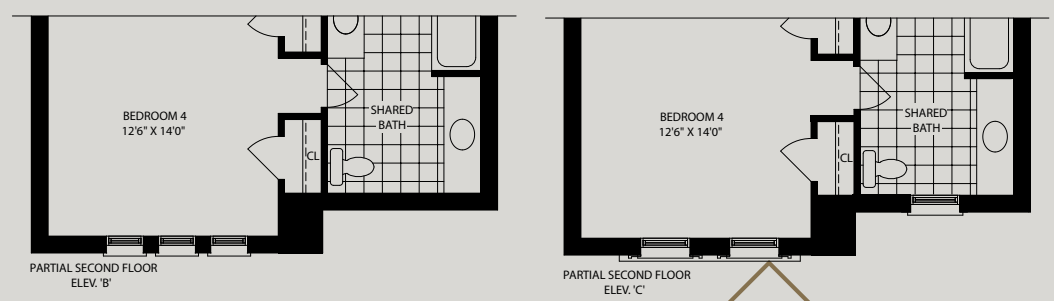 BEDROOM 4
12'6" X 14'0"
SHARED
BATH
CL
PARTIAL SECOND FLOOR
ELEV. 'B'
BEDROOM 4
12'6" X 14'0"
SHARED
BATH
CL
PARTIAL SECOND FLOOR
ELEV. 'C'